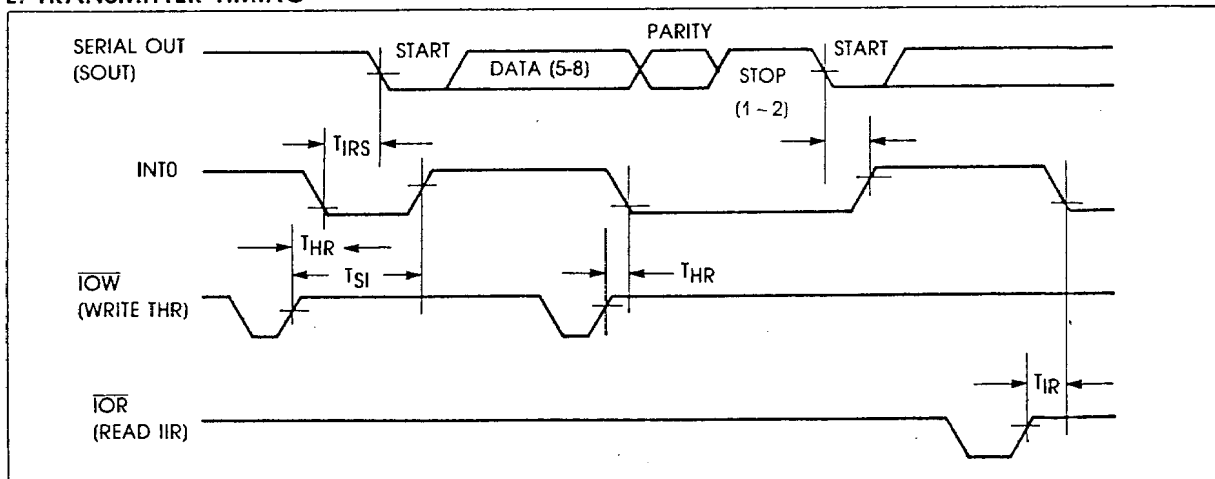 SERIAL OUT
(SOUT)
START
DATA (5-8)
PARITY
STOP
(1-2)
START
INTO
TIRS
THR
TSI
THR
IOW
(WRITE THR)
TIR
IOR
(READ IIR)